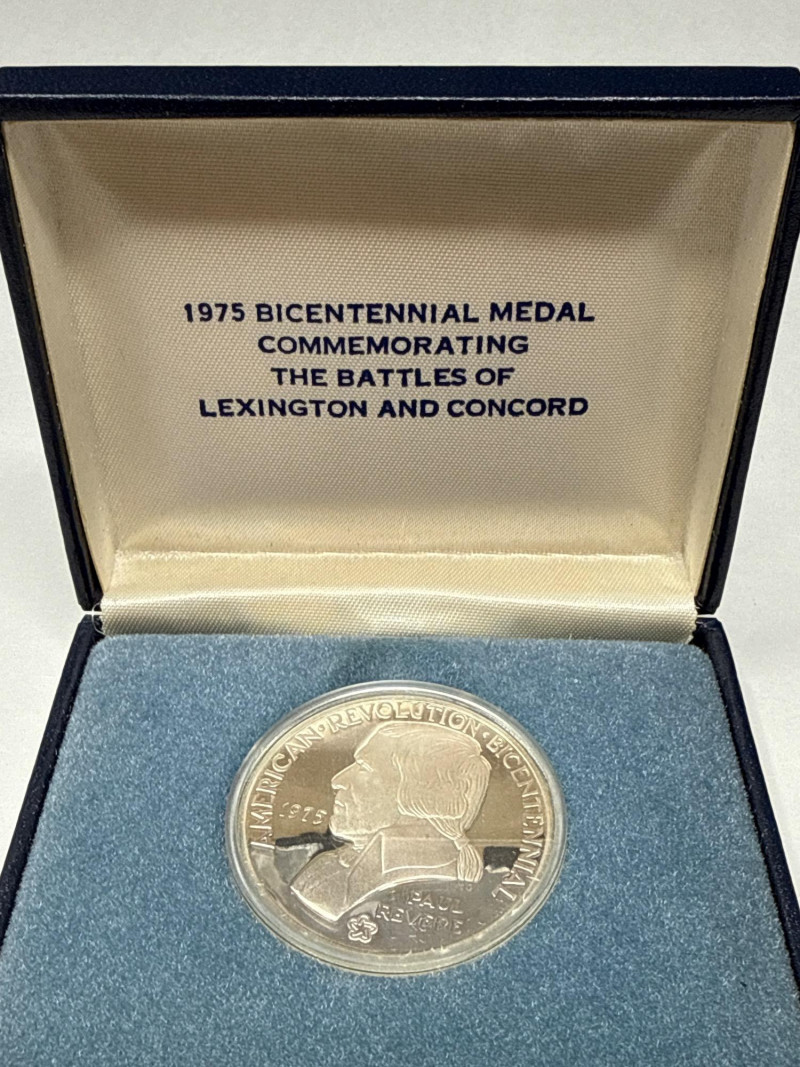 1975 BICENTENNIAL MEDAL
COMMEMORATING
THE BATTLES OF
LEXINGTON AND CONCORD
AMERICAN·REVOLUTION·BICENTENNIAL
1975
PAUL
REVERE